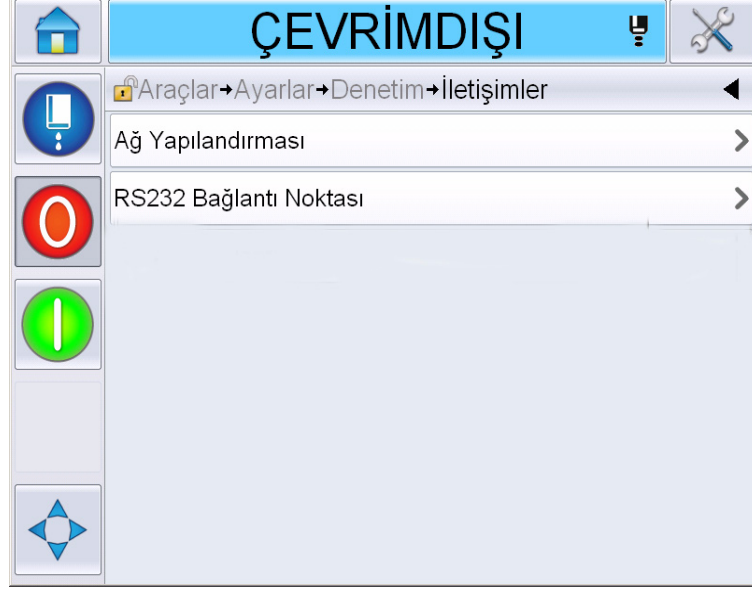 ÇEVRİMDIŞI
Araçlar→Ayarlar→Denetim→İletişimler
Ağ Yapılandırması
RS232 Bağlantı Noktası